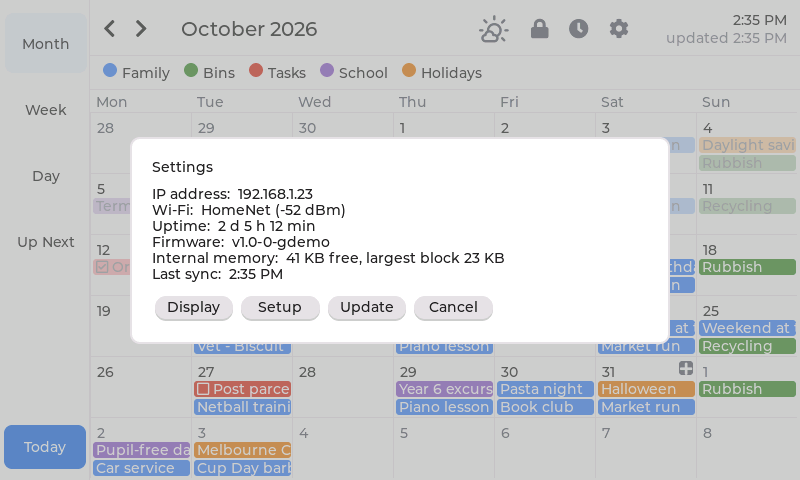 Month
October 2026
2:35 PM
updated 2:35 PM
Family
Bins
Tasks
School
Holidays
Week
Day
Up Next
Today
Mon
Tue
Wed
Thu
Fri
Sat
Sun
28
29
30
1
2
3
4
Daylight savi
Rubbish
5
Term
11
Recycling
12
18
Rubbish
19
25
Weekend at
Vet - Biscuit
Piano lesson
at
Market run
Recycling
Settings
IP address: 192.168.1.23
Wi-Fi: HomeNet (-52 dBm)
Uptime: 2 d 5 h 12 min
Firmware: v1.0-0-gdemo
Internal memory: 41 KB free, largest block 23 KB
Last sync: 2:35 PM
Display
Setup
Update
Cancel
26
27
28
29
30
31
1
Post parce
Year 6 excurs
Pasta night
Halloween
Rubbish
Netball traini
Piano lesson
Book club
Market run
2
3
4
5
6
7
8
Pupil-free da
Melbourne C
Car service
Cup Day bark